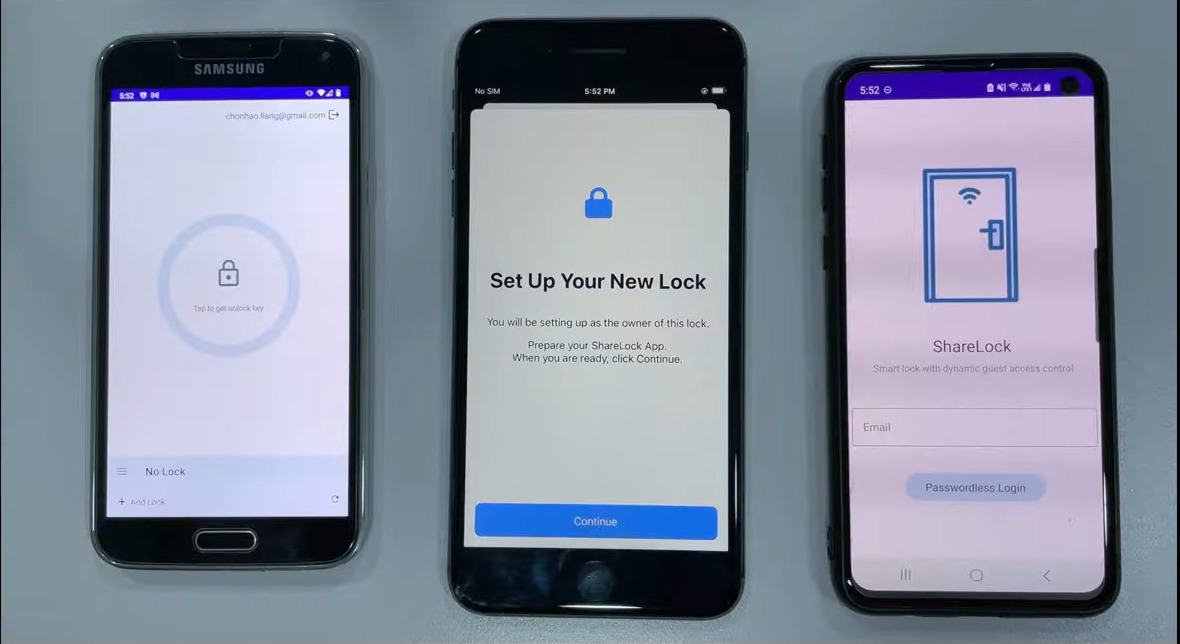 SAMSUNG
5:52
chonhao.liang@gmail.com
Tap to get unlock key
No Lock
+ Add Lock
No SIM
5:52 PM
Set Up Your New Lock
You will be setting up as the owner of this lock.
Prepare your ShareLock App.
When you are ready, click Continue.
Continue
5:52
ShareLock
Smart lock with dynamic guest access control
Email
Passwordless Login